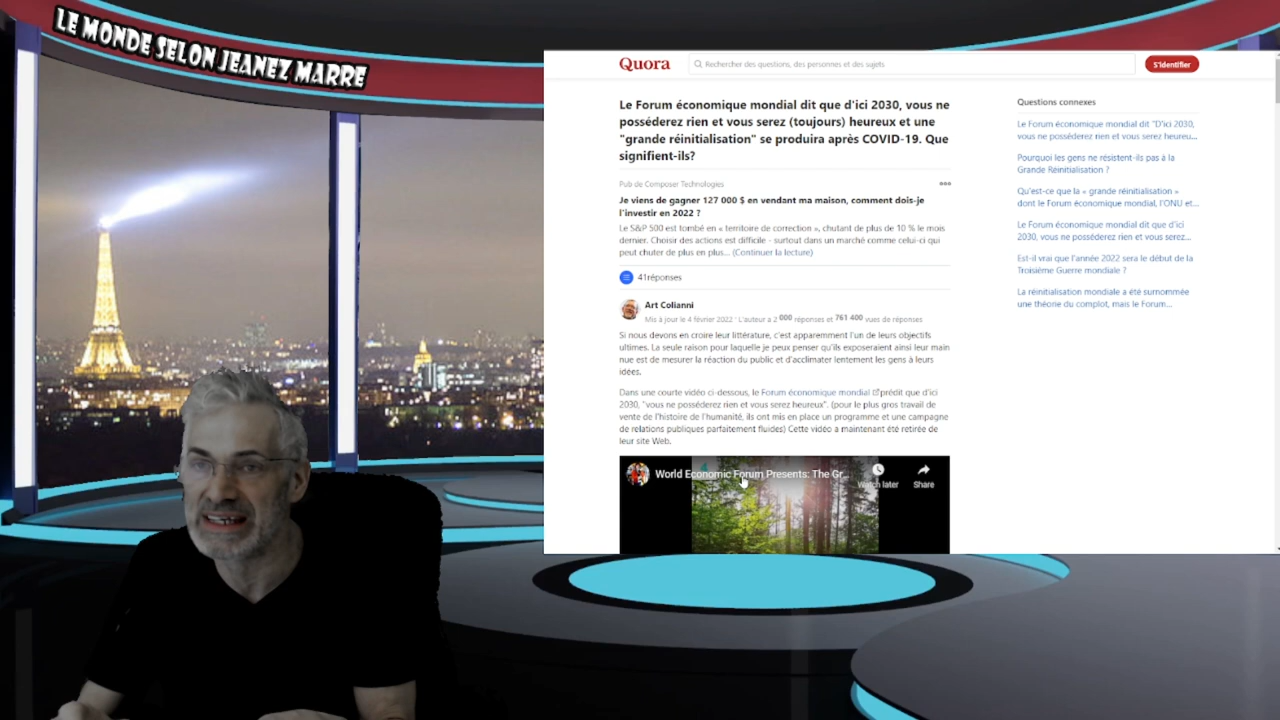 LE MONDE SELON JEANEZ MARRE
Quora
Rechercher des questions, des personnes et des sujets
S'identifier
Le Forum économique mondial dit que d'ici 2030, vous ne
posséderez rien et vous serez (toujours) heureux et une
"grande réinitialisation" se produira après COVID-19. Que
signifient-ils?
Pub de Composer Technologies
Je viens de gagner 127 000 $ en vendant ma maison, comment dois-je
l'investir en 2022 ?
Le S&P 500 est tombé en « territoire de correction », chutant de plus de 10 % le mois
dernier. Choisir des actions est difficile - surtout dans un marché comme celui-ci qui
peut chuter de plus en plus... (Continuer la lecture)
41réponses
Art Colianni
Mis à jour le 4 février 2022 · L'auteur a 2 000 réponses et 761 400 vues de réponses
Si nous devons en croire leur littérature, c'est apparemment l'un de leurs objectifs
ultimes. La seule raison pour laquelle je peux penser qu'ils exposeraient ainsi leur main
nue est de mesurer la réaction du public et d'acclimater lentement les gens à leurs
idées.
Dans une courte vidéo ci-dessous, le Forum économique mondial prédit que d'ici
2030, "vous ne posséderez rien et vous serez heureux". (pour le plus gros travail de
vente de l'histoire de l'humanité, ils ont mis en place un programme et une campagne
de relations publiques parfaitement fluides) Cette vidéo a maintenant été retirée de
leur site Web.
World Economic Forum Presents: The Gr...
Watch later
Share
Questions connexes
Le Forum économique mondial dit "D'ici 2030,
vous ne posséderez rien et vous serez heureu...
Pourquoi les gens ne résistent-ils pas à la
Grande Réinitialisation ?
Qu'est-ce que la « grande réinitialisation »
dont le Forum économique mondial, l'ONU et...
Le Forum économique mondial dit que d'ici
2030, vous ne posséderez rien et vous serez...
Est-il vrai que l'année 2022 sera le début de la
Troisième Guerre mondiale ?
La réinitialisation mondiale a été surnommée
une théorie du complot, mais le Forum...